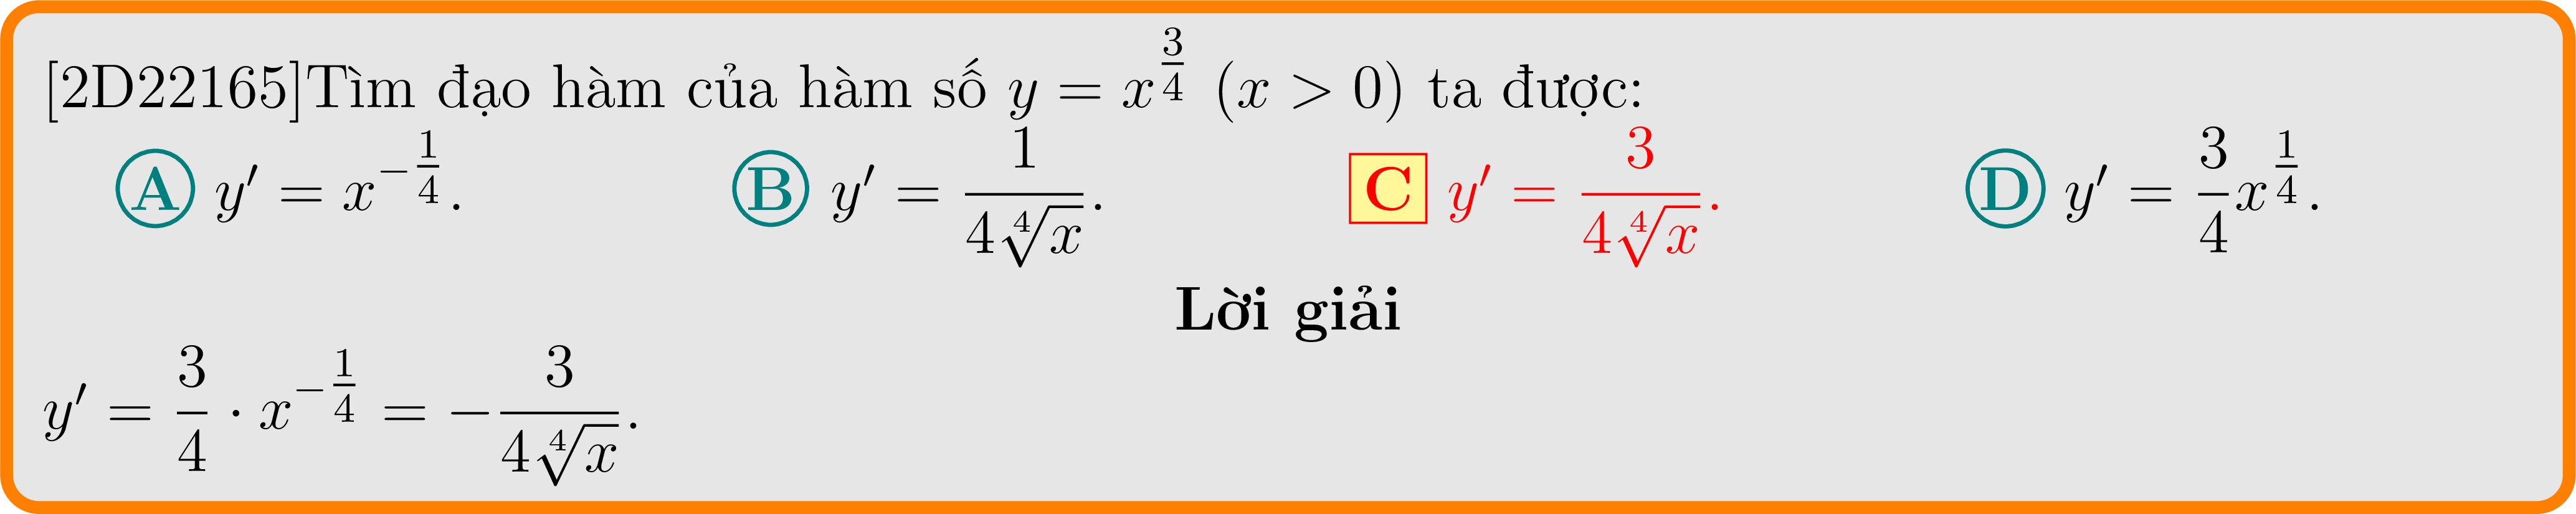 [2D22165]Tìm đạo hàm của hàm số $y = x^{\frac{3}{4}}$ $(x > 0)$ ta được:
A $y' = x^{-\frac{1}{4}}$. B $y' = \frac{1}{4\sqrt[4]{x}}$. C $y' = \frac{3}{4\sqrt[4]{x}}$. D $y' = \frac{3}{4}x^{\frac{1}{4}}$.
Lời giải
$y' = \frac{3}{4} \cdot x^{-\frac{1}{4}} = -\frac{3}{4\sqrt[4]{x}}$.